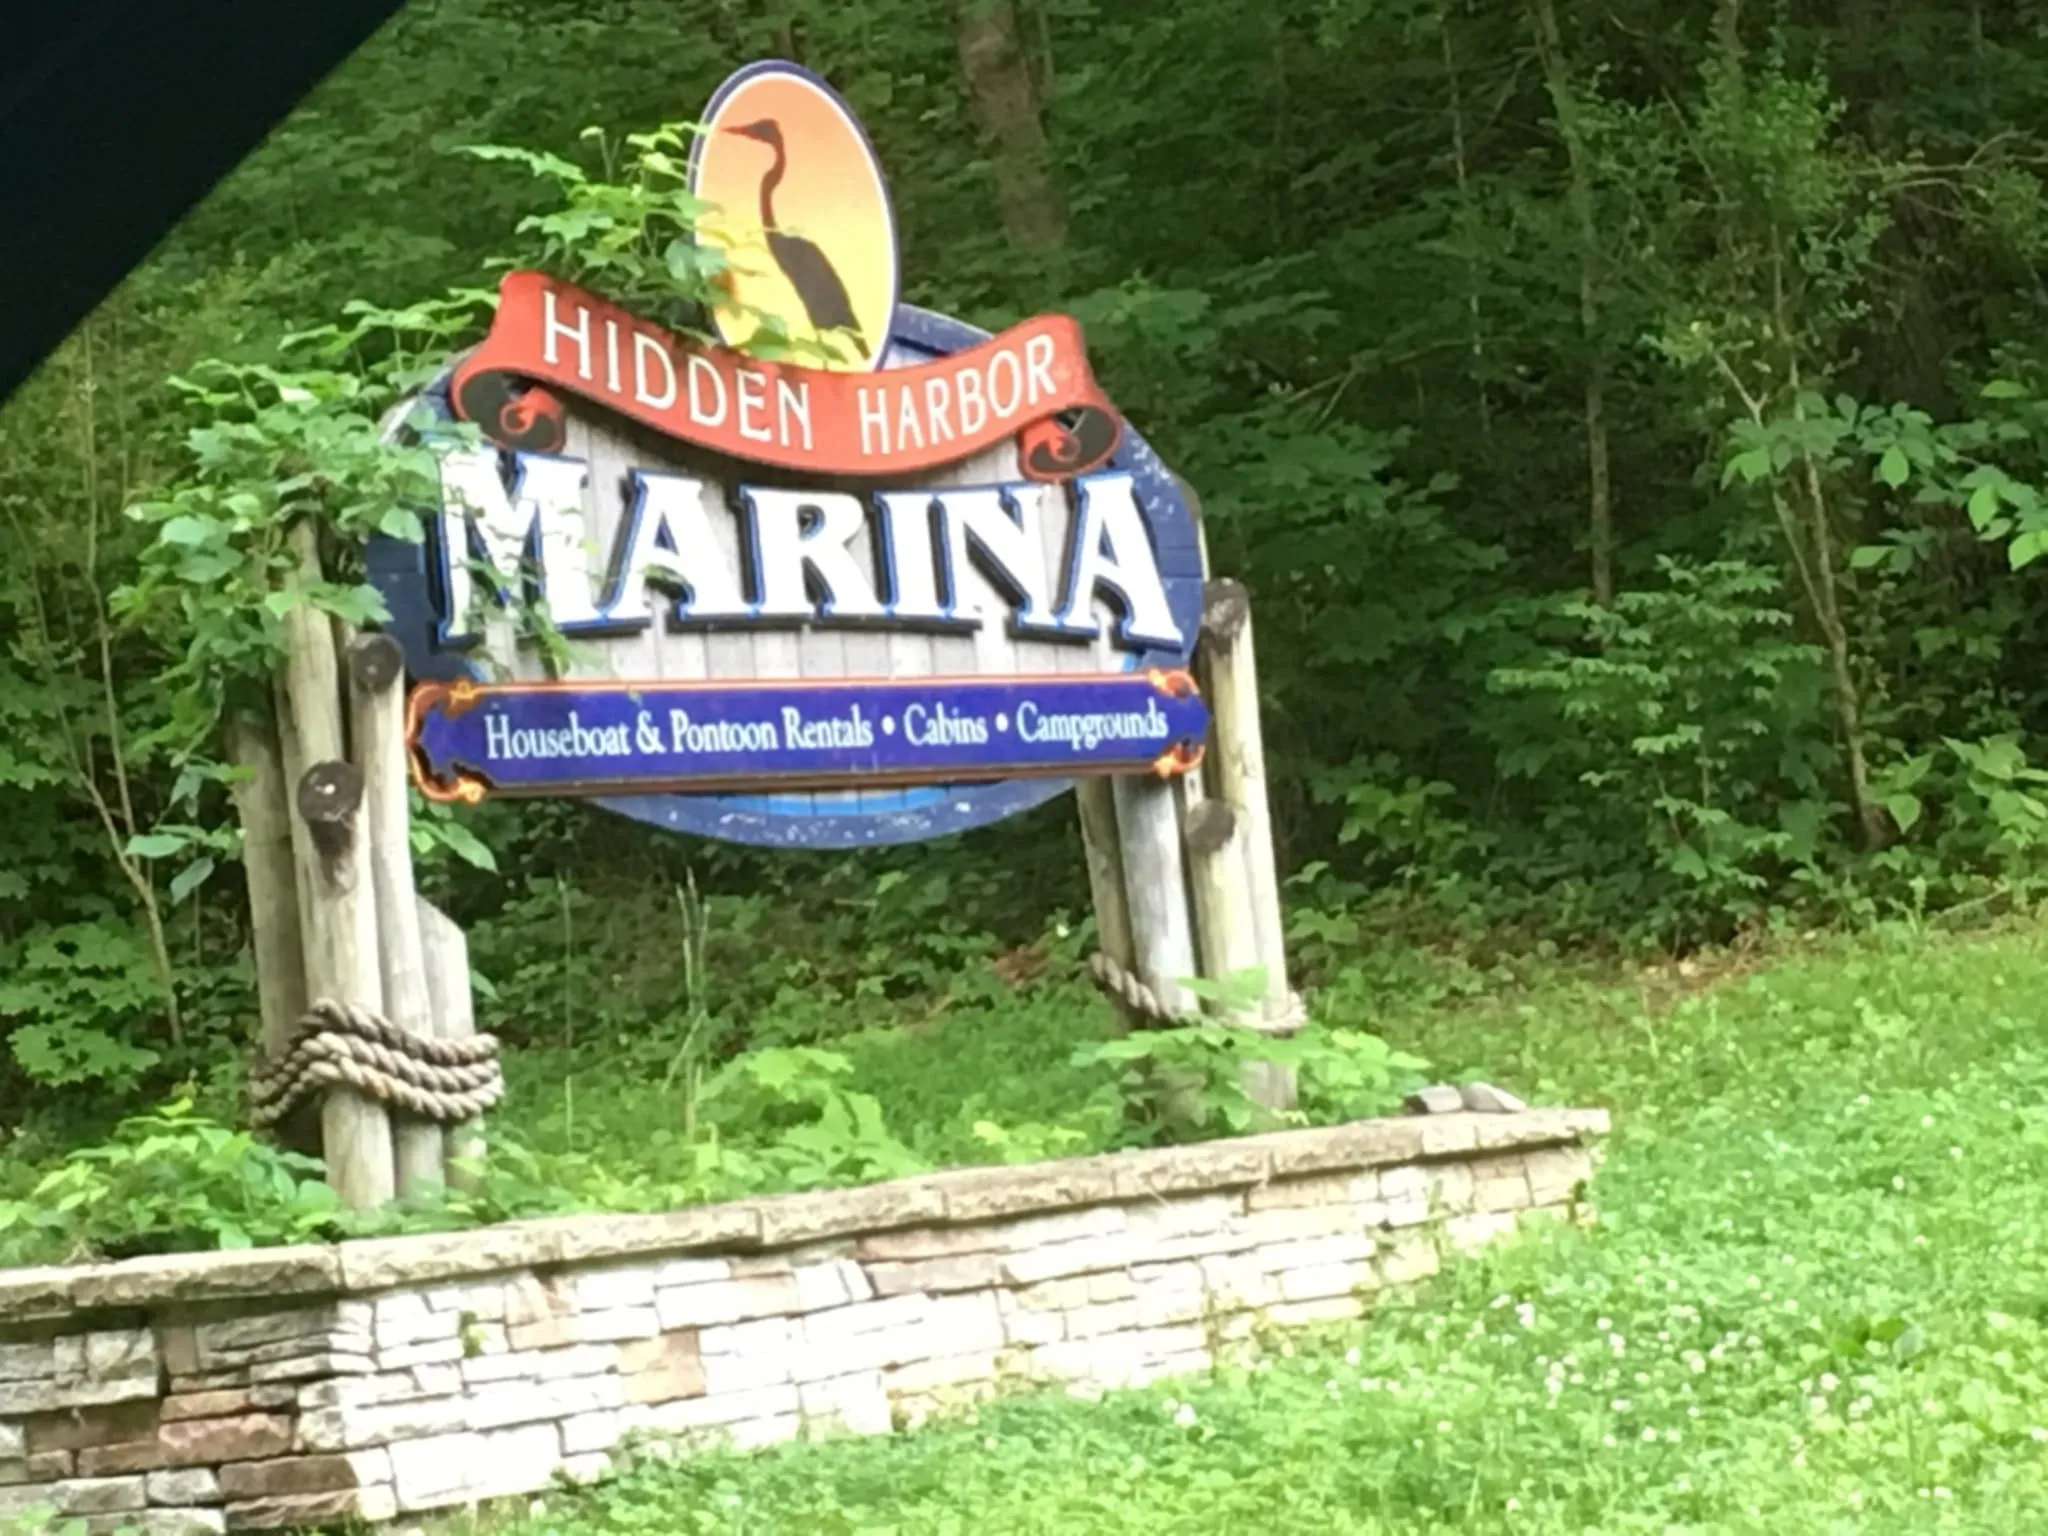 HIDDEN HARBOR
MARINA
Houseboat & Pontoon Rentals • Cabins • Campgrounds